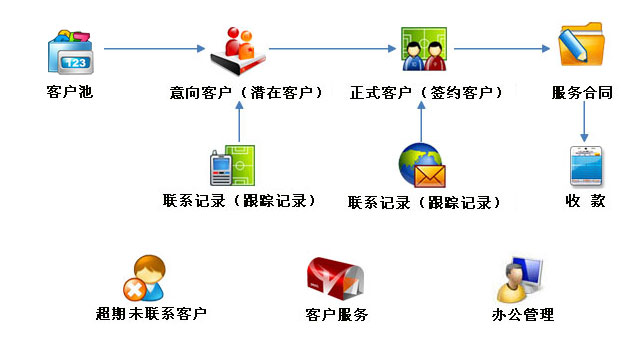 T23
客户池
意向客户（潜在客户）
正式客户（签约客户）
服务合同
联系记录（跟踪记录）
联系记录（跟踪记录）
收 款
超期未联系客户
客户服务
办公管理